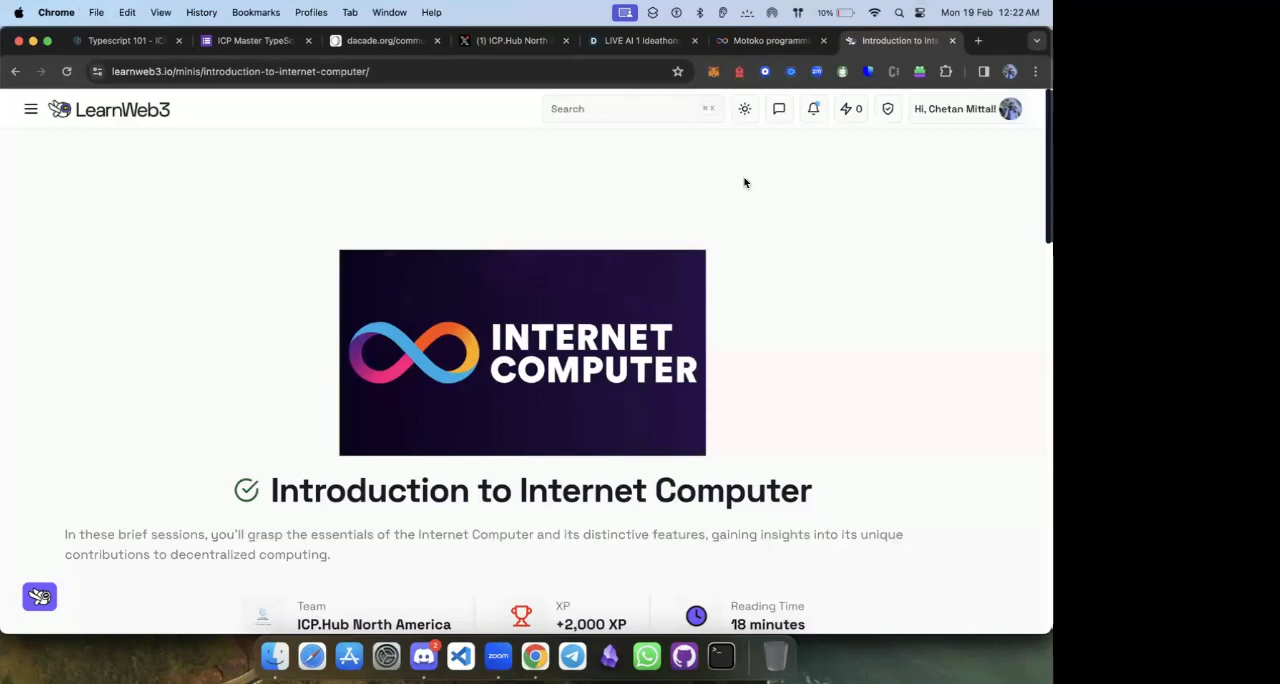 Chrome File Edit View History Bookmarks Profiles Tab Window Help 10% Mon 19 Feb 12:22 AM
Typescript 101 - IC
ICP Master TypeSc
dacade.org/comm
(1) ICP.Hub North
LIVE AI 1 Ideathon
Motoko programmi
Introduction to Inte
learnweb3.io/minis/introduction-to-internet-computer/
LearnWeb3
Search ⌘ K
0
Hi, Chetan Mittal!
INTERNET
COMPUTER
Introduction to Internet Computer
In these brief sessions, you'll grasp the essentials of the Internet Computer and its distinctive features, gaining insights into its unique
contributions to decentralized computing.
Team
ICP.Hub North America
XP
+2,000 XP
Reading Time
18 minutes
2
zoom